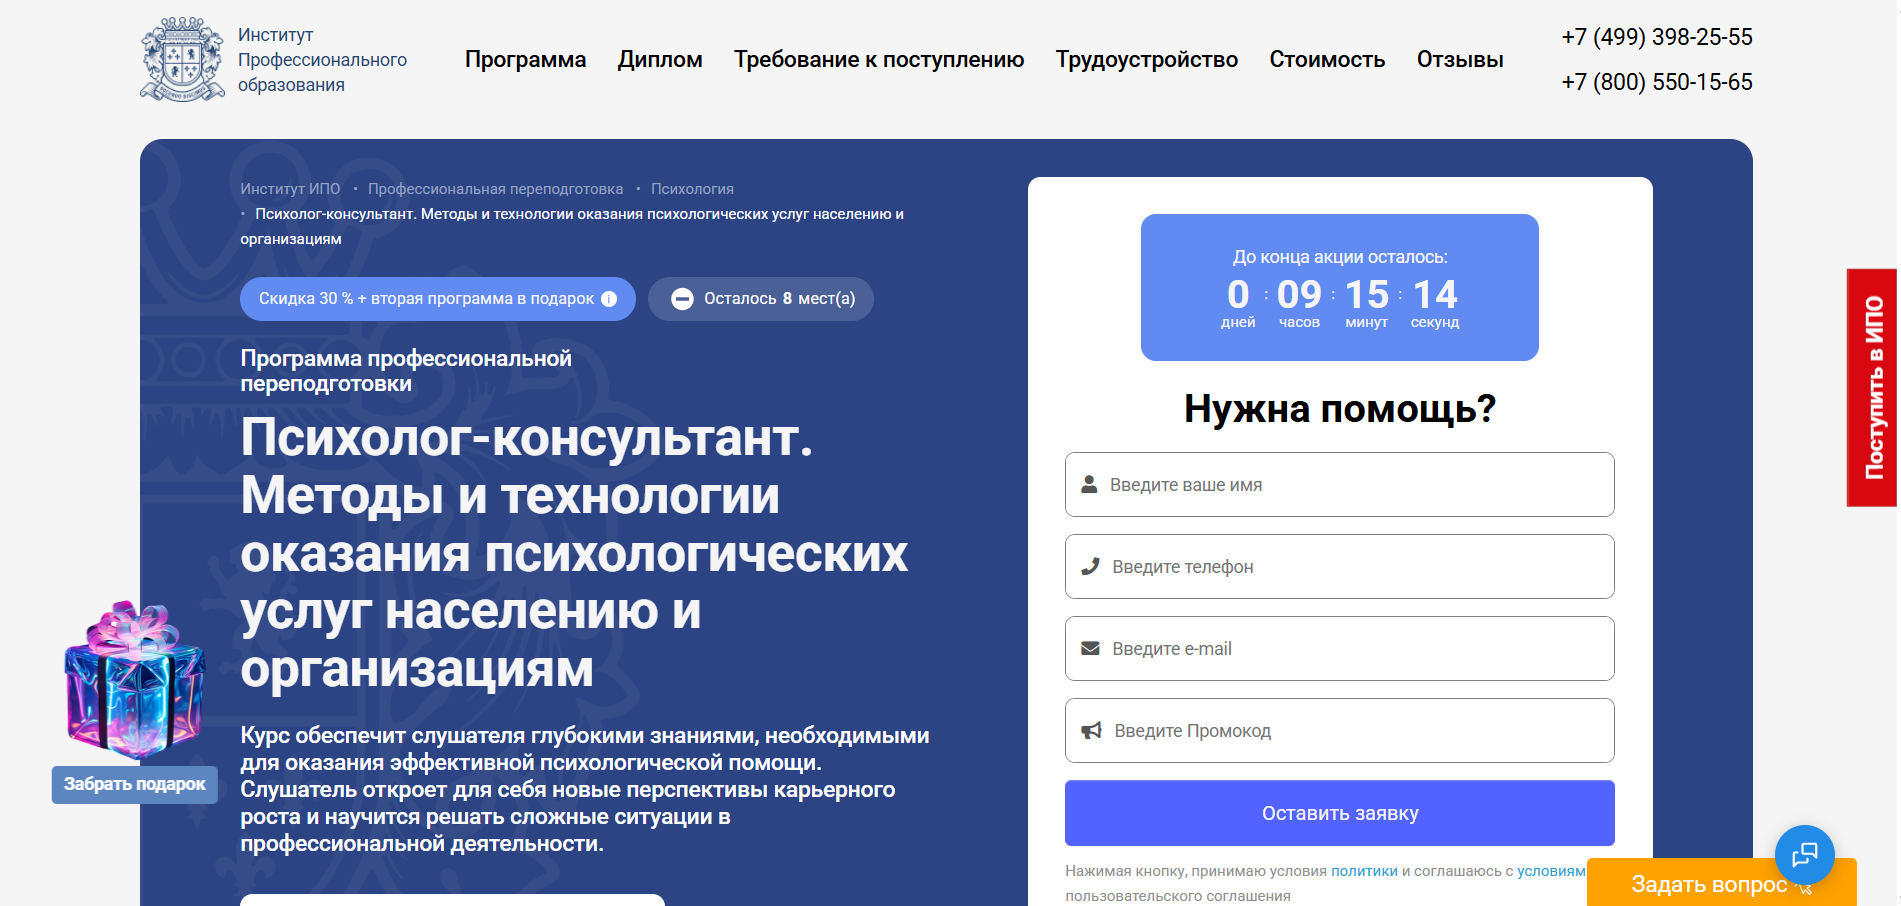 Институт
Профессионального
образования
Программа
Диплом
Требование к поступлению
Трудоустройство
Стоимость
Отзывы
+7 (499) 398-25-55
+7 (800) 550-15-65
Институт ИПО • Профессиональная переподготовка • Психология
• Психолог-консультант. Методы и технологии оказания психологических услуг населению и
организациям
Скидка 30 % + вторая программа в подарок
Осталось 8 мест(а)
Программа профессиональной
переподготовки
Психолог-консультант.
Методы и технологии
оказания психологических
услуг населению и
организациям
Курс обеспечит слушателя глубокими знаниями, необходимыми
для оказания эффективной психологической помощи.
Слушатель откроет для себя новые перспективы карьерного
роста и научится решать сложные ситуации в
профессиональной деятельности.
Забрать подарок
До конца акции осталось:
0 : 09 : 15 : 14
дней часов минут секунд
Нужна помощь?
Введите ваше имя
Введите телефон
Введите e-mail
Введите Промокод
Оставить заявку
Нажимая кнопку, принимаю условия политики и соглашаюсь с условиям
пользовательского соглашения
Поступить в ИПО
Задать вопрос